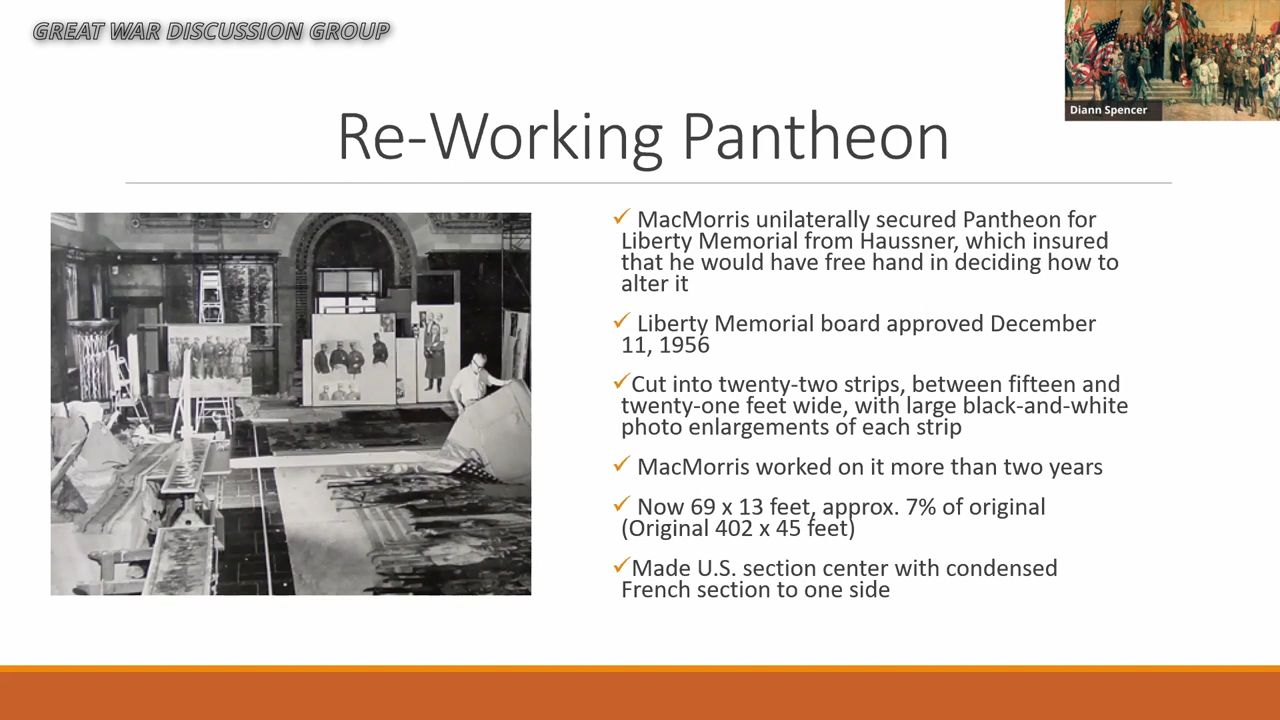 GREAT WAR DISCUSSION GROUP
Diann Spencer
Re-Working Pantheon
✓ MacMorris unilaterally secured Pantheon for
Liberty Memorial from Haussner, which insured
that he would have free hand in deciding how to
alter it
✓ Liberty Memorial board approved December
11, 1956
✓Cut into twenty-two strips, between fifteen and
twenty-one feet wide, with large black-and-white
photo enlargements of each strip
✓ MacMorris worked on it more than two years
✓ Now 69 x 13 feet, approx. 7% of original
(Original 402 x 45 feet)
✓Made U.S. section center with condensed
French section to one side